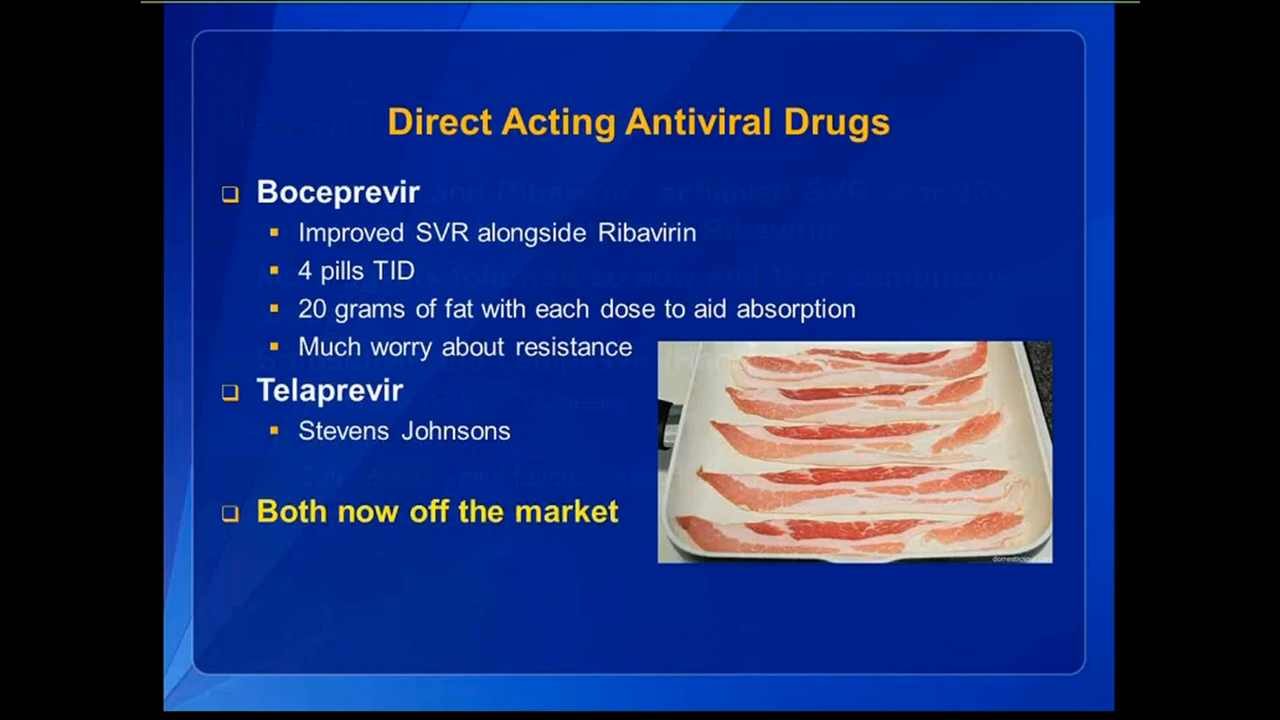 Direct Acting Antiviral Drugs
Boceprevir
Improved SVR alongside Ribavirin
4 pills TID
20 grams of fat with each dose to aid absorption
Much worry about resistance
Telaprevir
Stevens Johnsons
Both now off the market